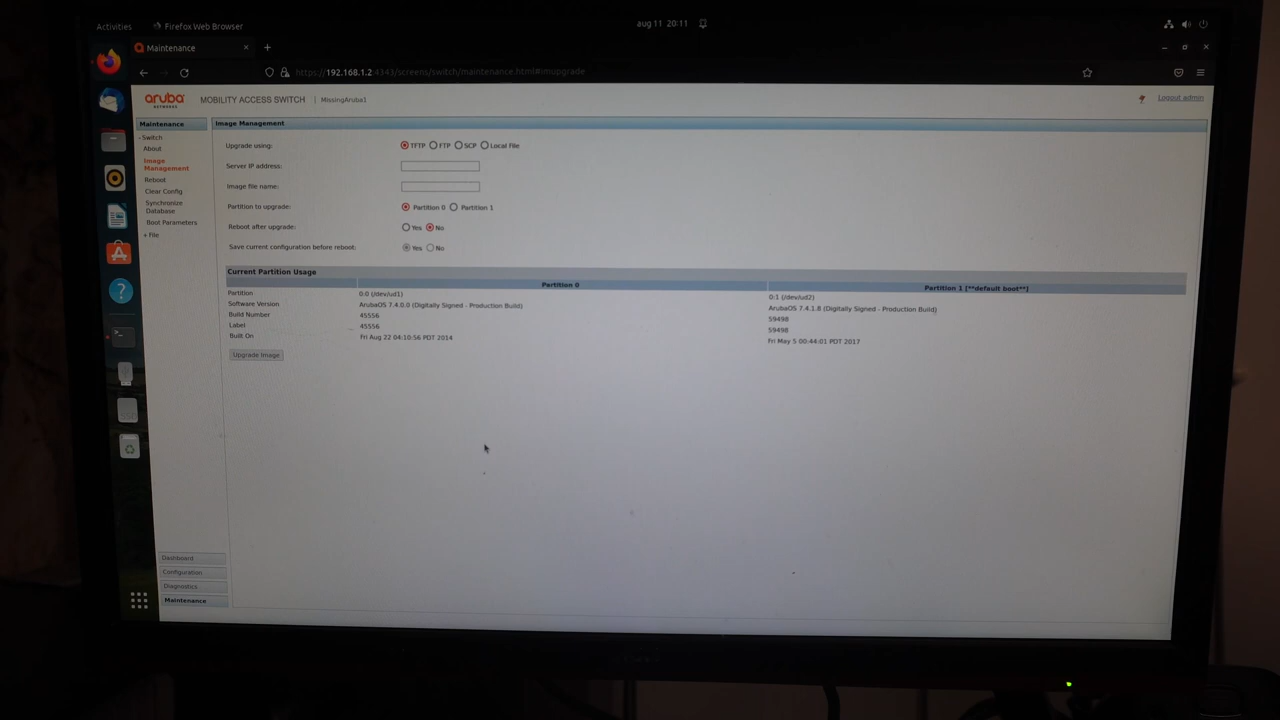 Activities Firefox Web Browser aug 11 20:11
Maintenance
https://192.168.1.2:4343/screens/switch/maintenance.html#imupgrade
aruba NETWORKS MOBILITY ACCESS SWITCH | MissingAruba1 Logout admin
Maintenance
- Switch
About
Image Management
Reboot
Clear Config
Synchronize Database
Boot Parameters
+ File
Image Management
Upgrade using: TFTP FTP SCP Local File
Server IP address:
Image file name:
Partition to upgrade: Partition 0 Partition 1
Reboot after upgrade: Yes No
Save current configuration before reboot: Yes No
Current Partition Usage
Partition 0 Partition 1 [**default boot**]
Partition 0:0 (/dev/ud1) 0:1 (/dev/ud2)
Software Version ArubaOS 7.4.0.0 (Digitally Signed - Production Build) ArubaOS 7.4.1.8 (Digitally Signed - Production Build)
Build Number 45556 59498
Label 45556 59498
Built On Fri Aug 22 04:10:56 PDT 2014 Fri May 5 00:44:01 PDT 2017
Upgrade Image
Dashboard
Configuration
Diagnostics
Maintenance